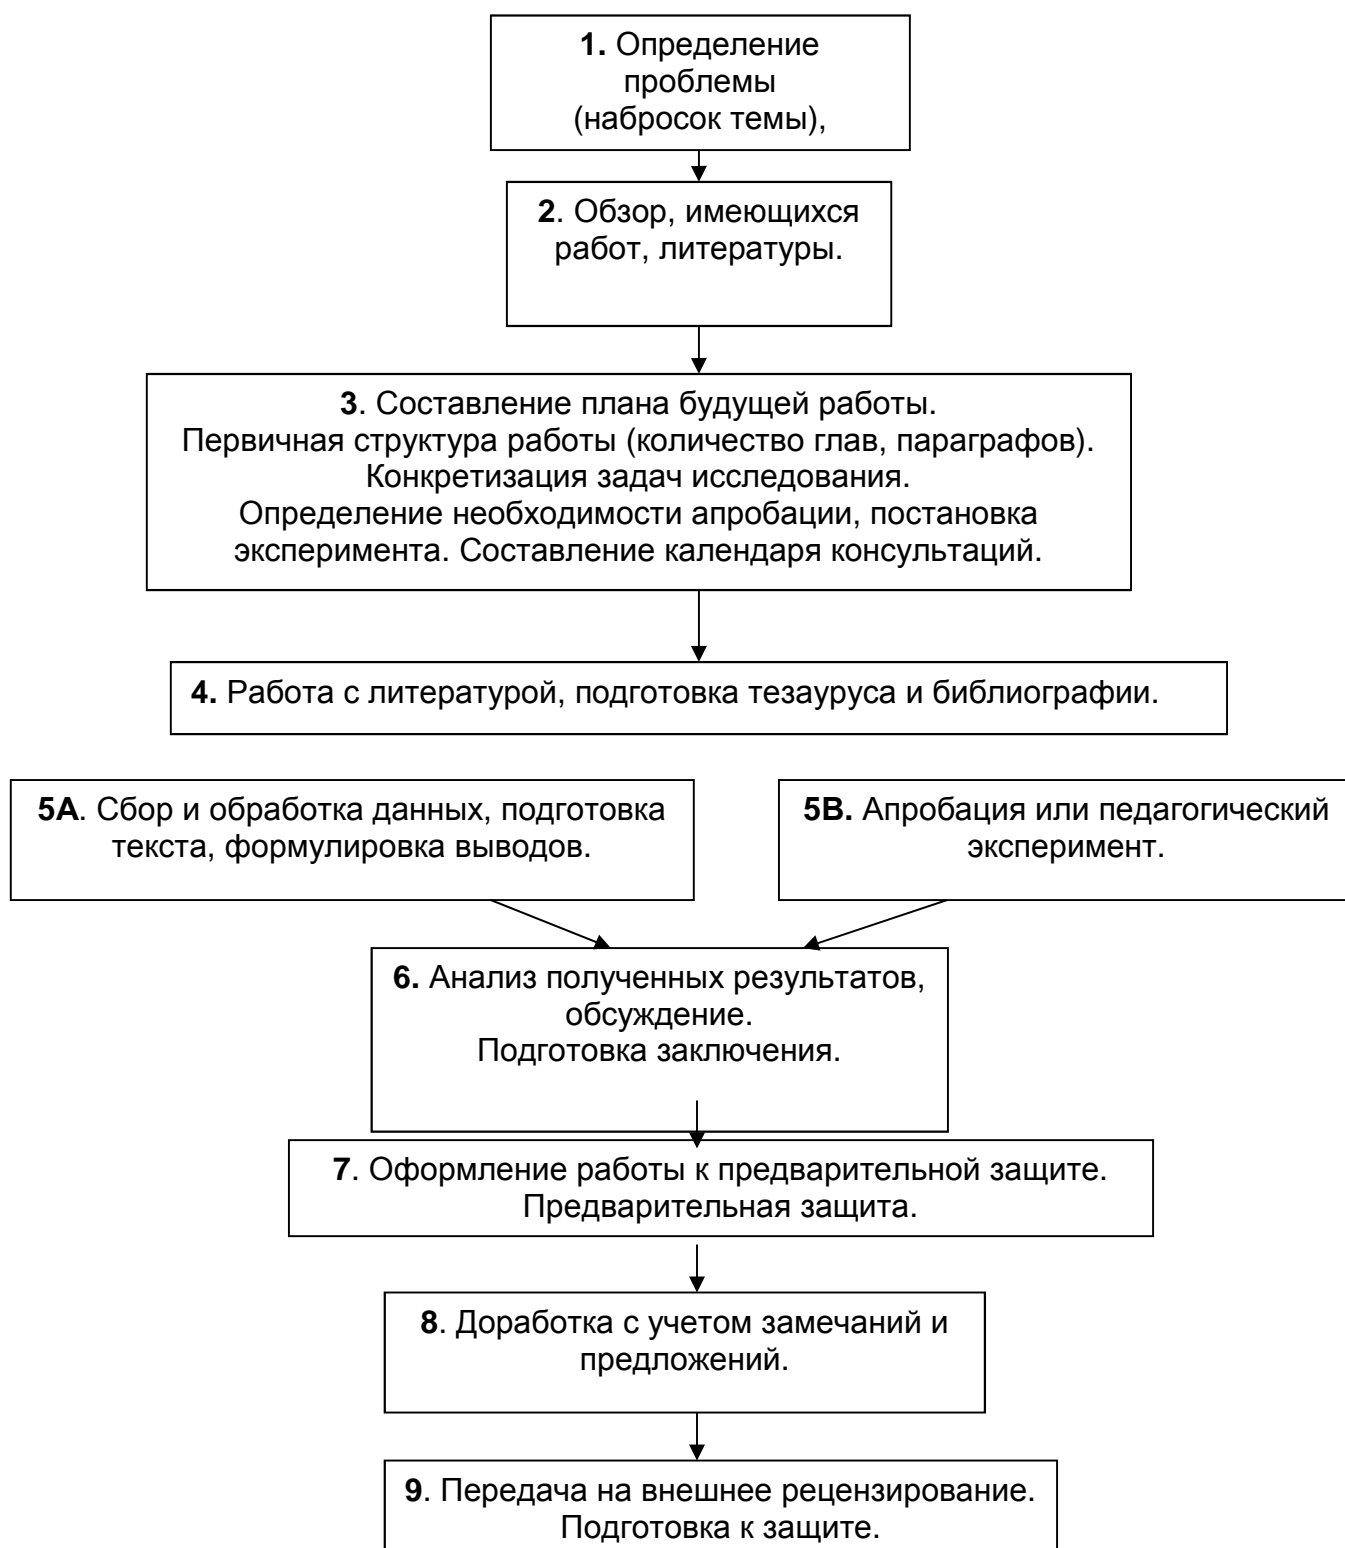 1. Определение
проблемы
(набросок темы),
2. Обзор, имеющихся
работ, литературы.
3. Составление плана будущей работы.
Первичная структура работы (количество глав, параграфов).
Конкретизация задач исследования.
Определение необходимости апробации, постановка
эксперимента. Составление календаря консультаций.
4. Работа с литературой, подготовка тезауруса и библиографии.
5А. Сбор и обработка данных, подготовка
текста, формулировка выводов.
5В. Апробация или педагогический
эксперимент.
6. Анализ полученных результатов,
обсуждение.
Подготовка заключения.
7. Оформление работы к предварительной защите.
Предварительная защита.
8. Доработка с учетом замечаний и
предложений.
9. Передача на внешнее рецензирование.
Подготовка к защите.